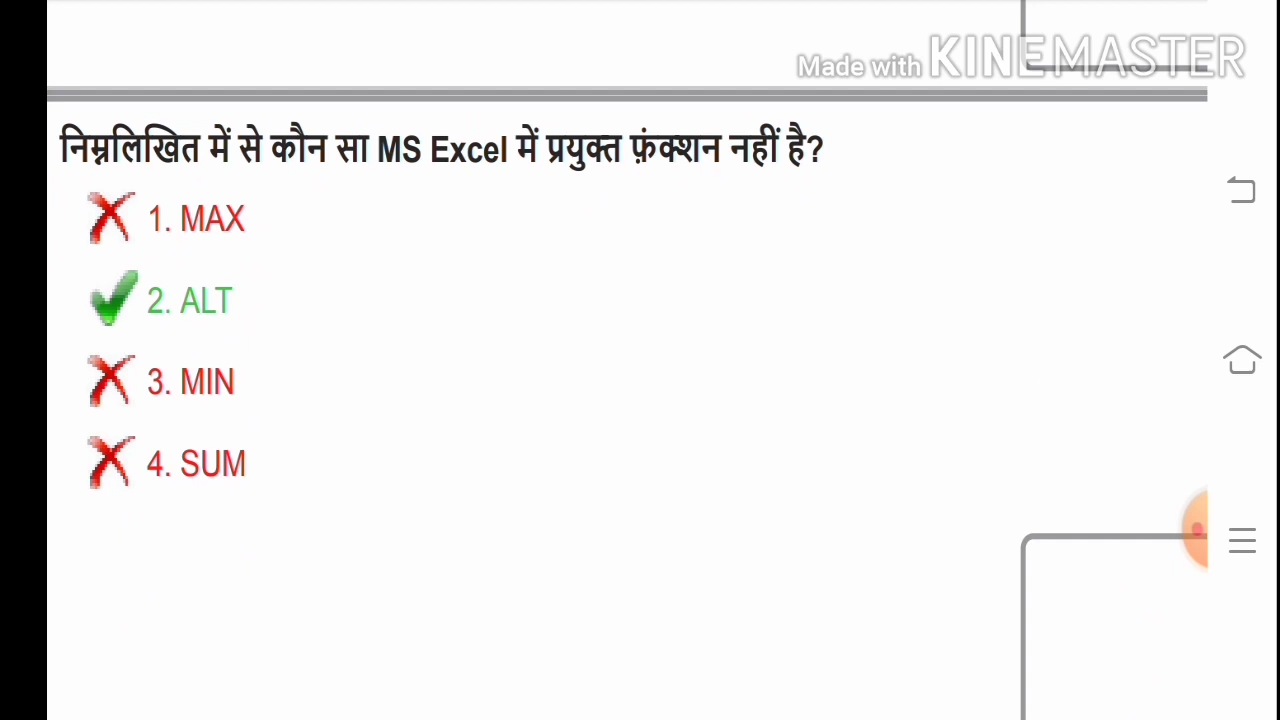 Made with KINEMASTER
निम्नलिखित में से कौन सा MS Excel में प्रयुक्त फ़ंक्शन नहीं है?
1. MAX
2. ALT
3. MIN
4. SUM